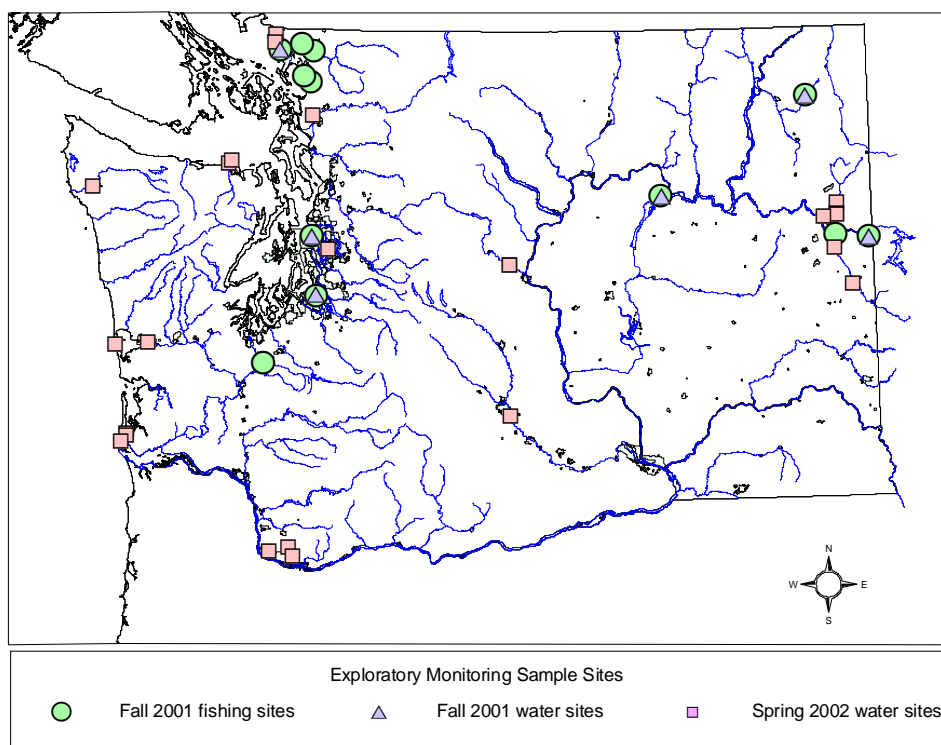 N
W E
S
Exploratory Monitoring Sample Sites
Fall 2001 fishing sites Fall 2001 water sites Spring 2002 water sites